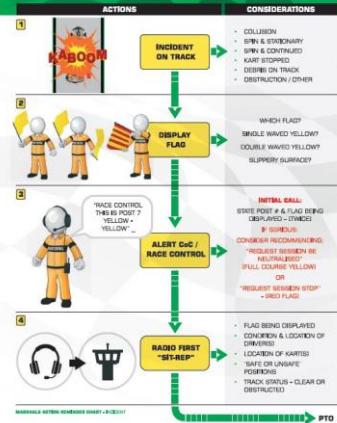 ACTIONS
CONSIDERATIONS
1
KABOOM
INCIDENT
ON TRACK
• COLLISION
• SPIN & STATIONARY
• SPIN & CONTINUED
• KART STOPPED
• DEBRIS ON TRACK
• OBSTRUCTION / OTHER
2
DISPLAY
FLAG
WHICH FLAG?
SINGLE WAVED YELLOW?
DOUBLE WAVED YELLOW?
SLIPPERY SURFACE?
3
"RACE CONTROL
THIS IS POST 7
YELLOW -
YELLOW" _
ALERT CoC /
RACE CONTROL
INITIAL CALL:
STATE POST # & FLAG BEING
DISPLAYED - (TWICE)
IF SERIOUS:
CONSIDER RECOMMENDING:
"REQUEST SESSION BE
NEUTRALISED"
(FULL COURSE YELLOW)
OR
"REQUEST SESSION STOP"
- (RED FLAG)
4
RADIO FIRST
"SIT-REP"
• FLAG BEING DISPLAYED
• CONDITION & LOCATION OF
DRIVER(S)
• LOCATION OF KART(S)
• 'SAFE OR UNSAFE'
POSITIONS
• TRACK STATUS - CLEAR OR
OBSTRUCTED
MARSHALS ACTION REMINDER CHART - INCIDENT
PTO